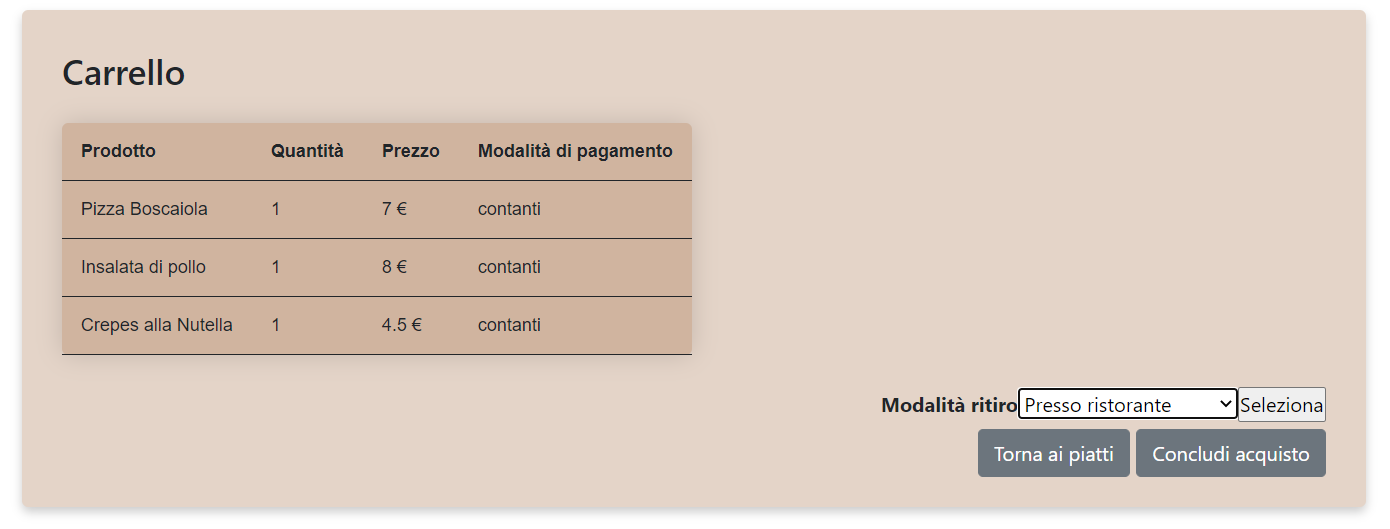 Carrello
Prodotto Quantità Prezzo Modalità di pagamento
Pizza Boscaiola 1 7 € contanti
Insalata di pollo 1 8 € contanti
Crepes alla Nutella 1 4.5 € contanti
Modalità ritiro Presso ristorante Seleziona
Torna ai piatti Concludi acquisto